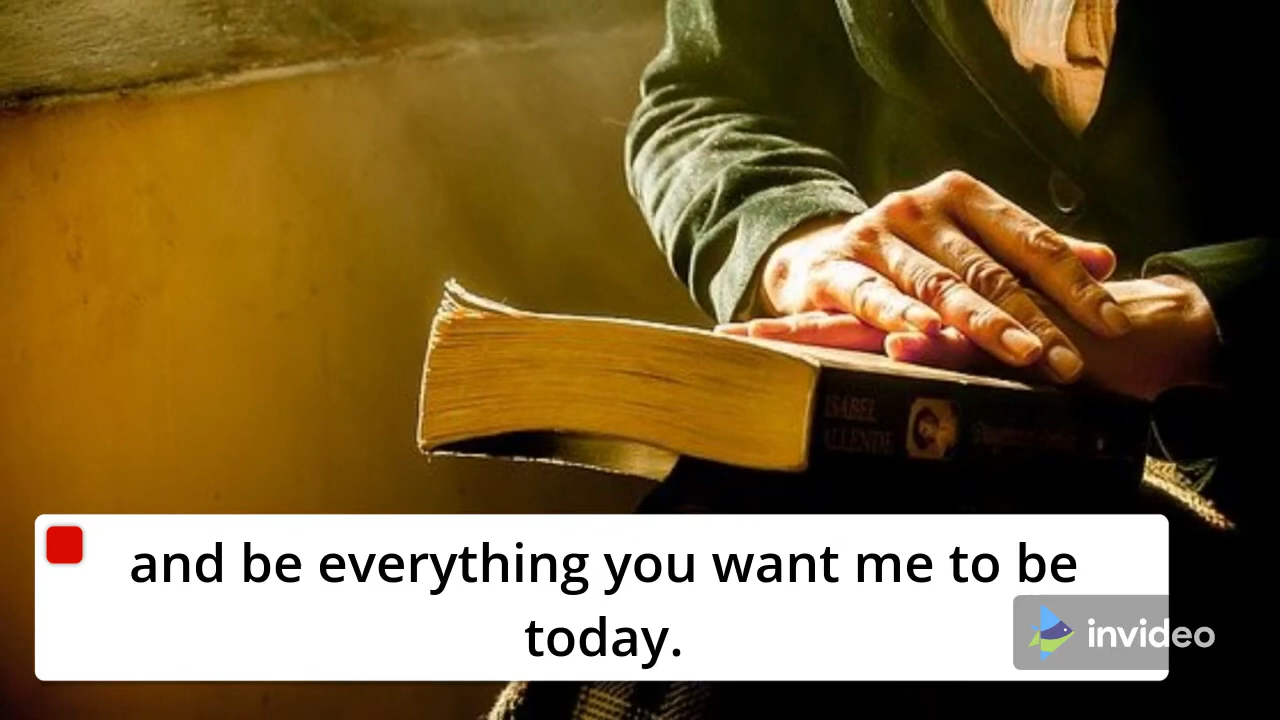 ISABEL
ALLENDE
and be everything you want me to be
today.
invideo